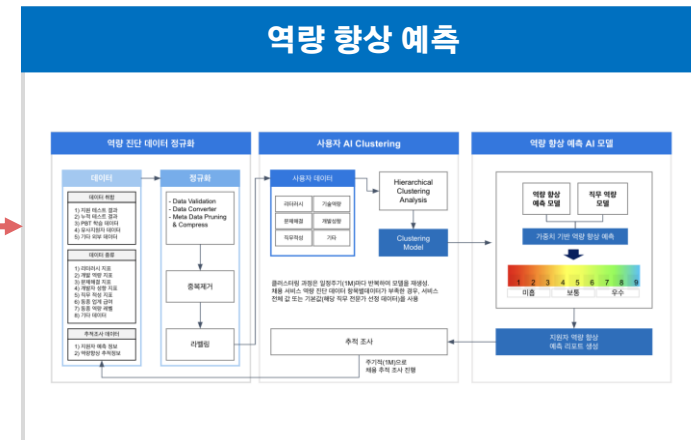 역량 향상 예측
역량 진단 데이터 정규화
데이터
데이터 취합
1) 지원 테스트 결과
2) 누적 테스트 결과
3) PBT 학습 데이터
4) 유사지원자 데이터
5) 기타 외부 데이터
데이터 종류
1) 리터러시 지표
2) 개발 역량 지표
3) 문제해결 지표
4) 개발자 성향 지표
5) 직무 적성 지표
6) 동종 업계 급여
7) 동종 역량 레벨
8) 기타 데이터
추적조사 데이터
1) 지원자 예측 정보
2) 역량향상 추적정보
정규화
- Data Validation
- Data Converter
- Meta Data Pruning
& Compress
중복제거
라벨링
사용자 AI Clustering
사용자 데이터
리터러시
기술역량
문제해결
개발성향
직무적성
기타
Hierarchical
Clustering
Analysis
Clustering
Model
클러스터링 과정은 일정주기(1M)마다 반복하여 모델을 재생성.
채용 서비스 역량 진단 데이터 항목별데이터가 부족한 경우, 서비스
전체 값 또는 기본값(해당 직무 전문가 선정 데이터)을 사용
추적 조사
주기적(1M)으로
채용 추적 조사 진행
역량 향상 예측 AI 모델
역량 향상
예측 모델
직무 역량
모델
가중치 기반 역량 향상 예측
1 2 3 4 5 6 7 8 9
미흡 보통 우수
지원자 역량 향상
예측 리포트 생성